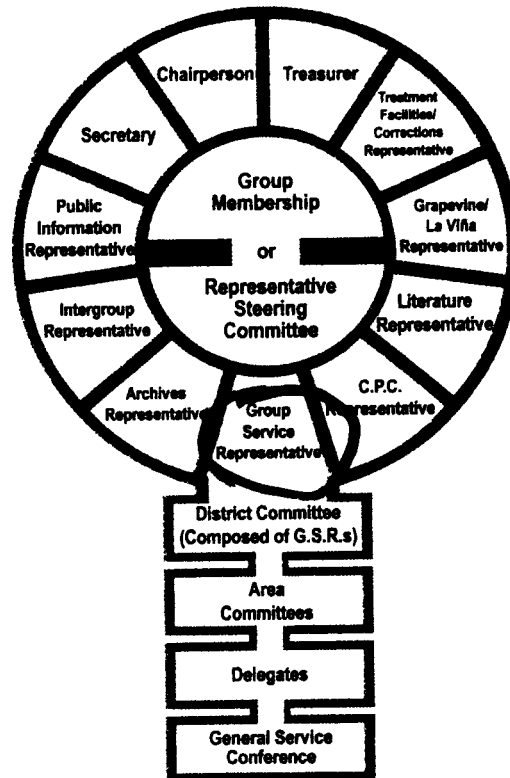 Chairperson
Treasurer
Treatment
Facilities/
Corrections
Representative
Secretary
Group
Membership
or
Representative
Steering
Committee
Public
Information
Representative
Grapevine/
La Viña
Representative
Intergroup
Representative
Literature
Representative
Archives
Representative
Group
Service
Representative
C.P.C.
Representative
District Committee
(Composed of G.S.R.s)
Area
Committees
Delegates
General Service
Conference